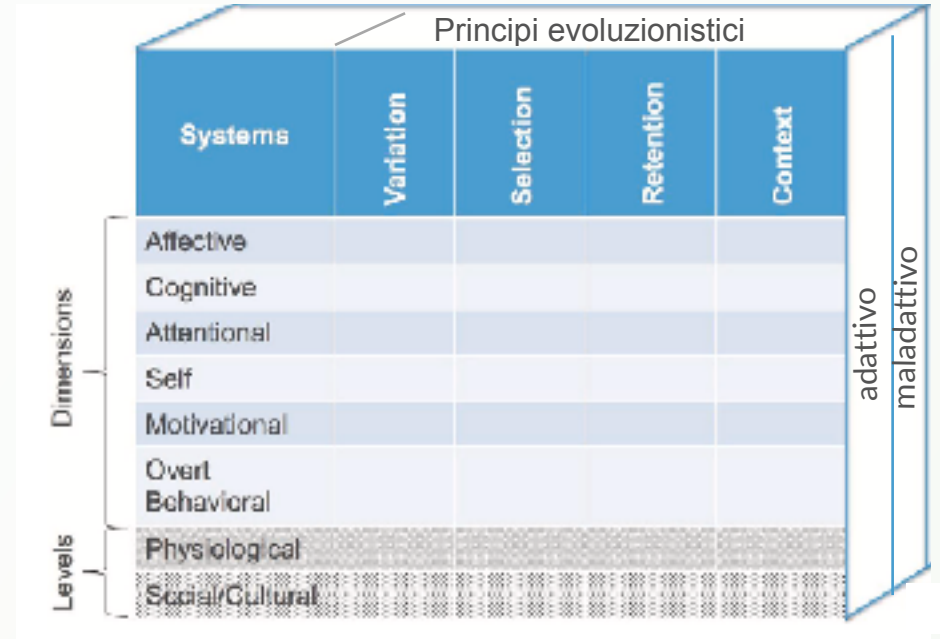 Principi evoluzionistici
Systems
Variation
Selection
Retention
Context
Dimensions
Affective
Cognitive
Attentional
Self
Motivational
Overt
Behavioral
Levels
Physiological
Social/Cultural
adattivo
maladattivo